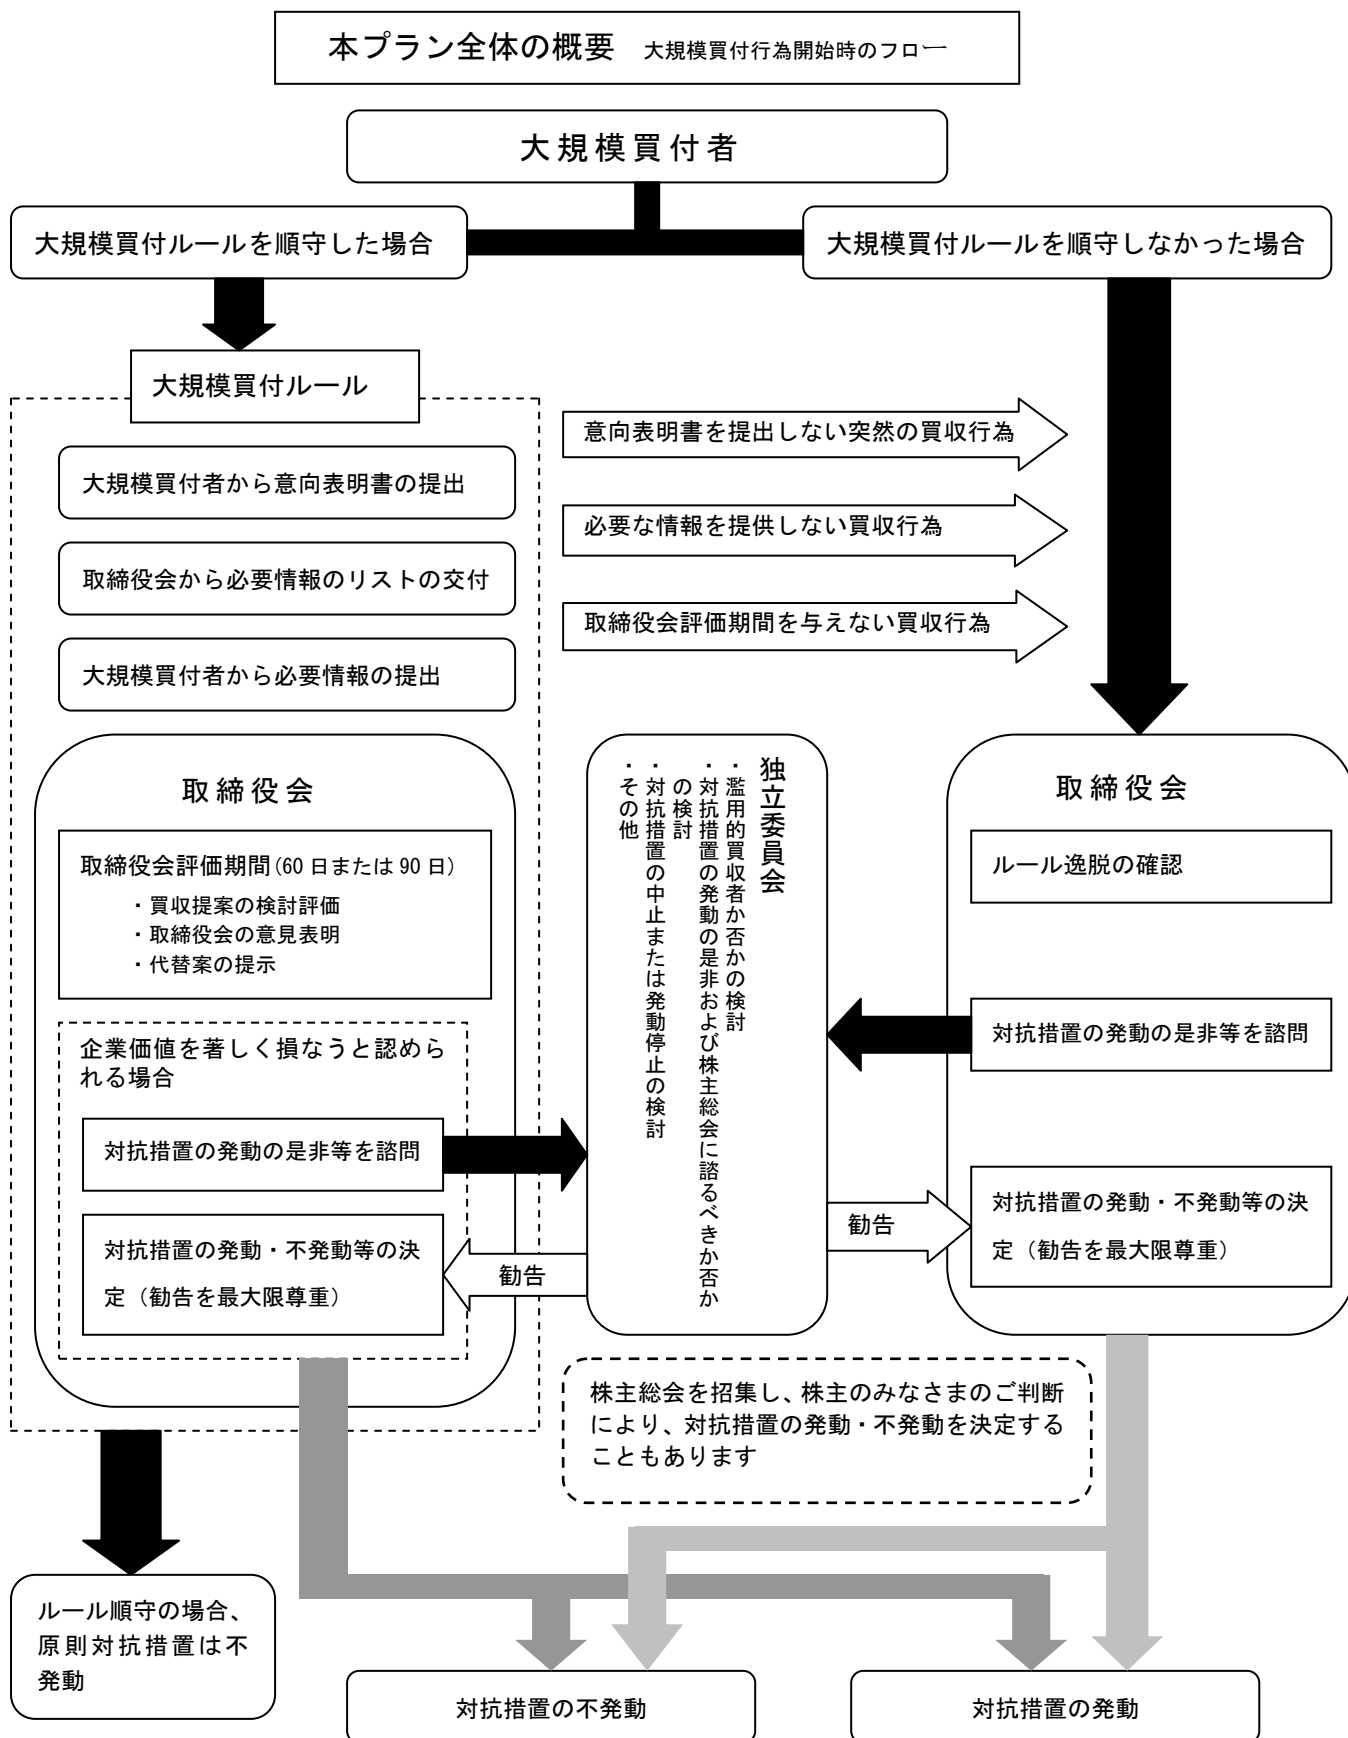 本プラン全体の概要 大規模買付行為開始時のフロー
大規模買付者
大規模買付ルールを順守した場合
大規模買付ルールを順守しなかった場合
大規模買付ルール
大規模買付者から意向表明書の提出
取締役会から必要情報のリストの交付
大規模買付者から必要情報の提出
意向表明書を提出しない突然の買収行為
必要な情報を提供しない買収行為
取締役会評価期間を与えない買収行為
取締役会
取締役会評価期間(60日または90日)
・買収提案の検討評価
・取締役会の意見表明
・代替案の提示
企業価値を著しく損なうと認めら
れる場合
対抗措置の発動の是非等を諮問
対抗措置の発動・不発動等の決
定（勧告を最大限尊重）
勧告
独立委員会
・濫用的買収者か否かの検討
・対抗措置の発動の是非および株主総会に諮るべきか否か
の検討
・対抗措置の中止または発動停止の検討
・その他
勧告
取締役会
ルール逸脱の確認
対抗措置の発動の是非等を諮問
対抗措置の発動・不発動等の決
定（勧告を最大限尊重）
株主総会を招集し、株主のみなさまのご判断
により、対抗措置の発動・不発動を決定する
こともあります
ルール順守の場合、
原則対抗措置は不
発動
対抗措置の不発動
対抗措置の発動